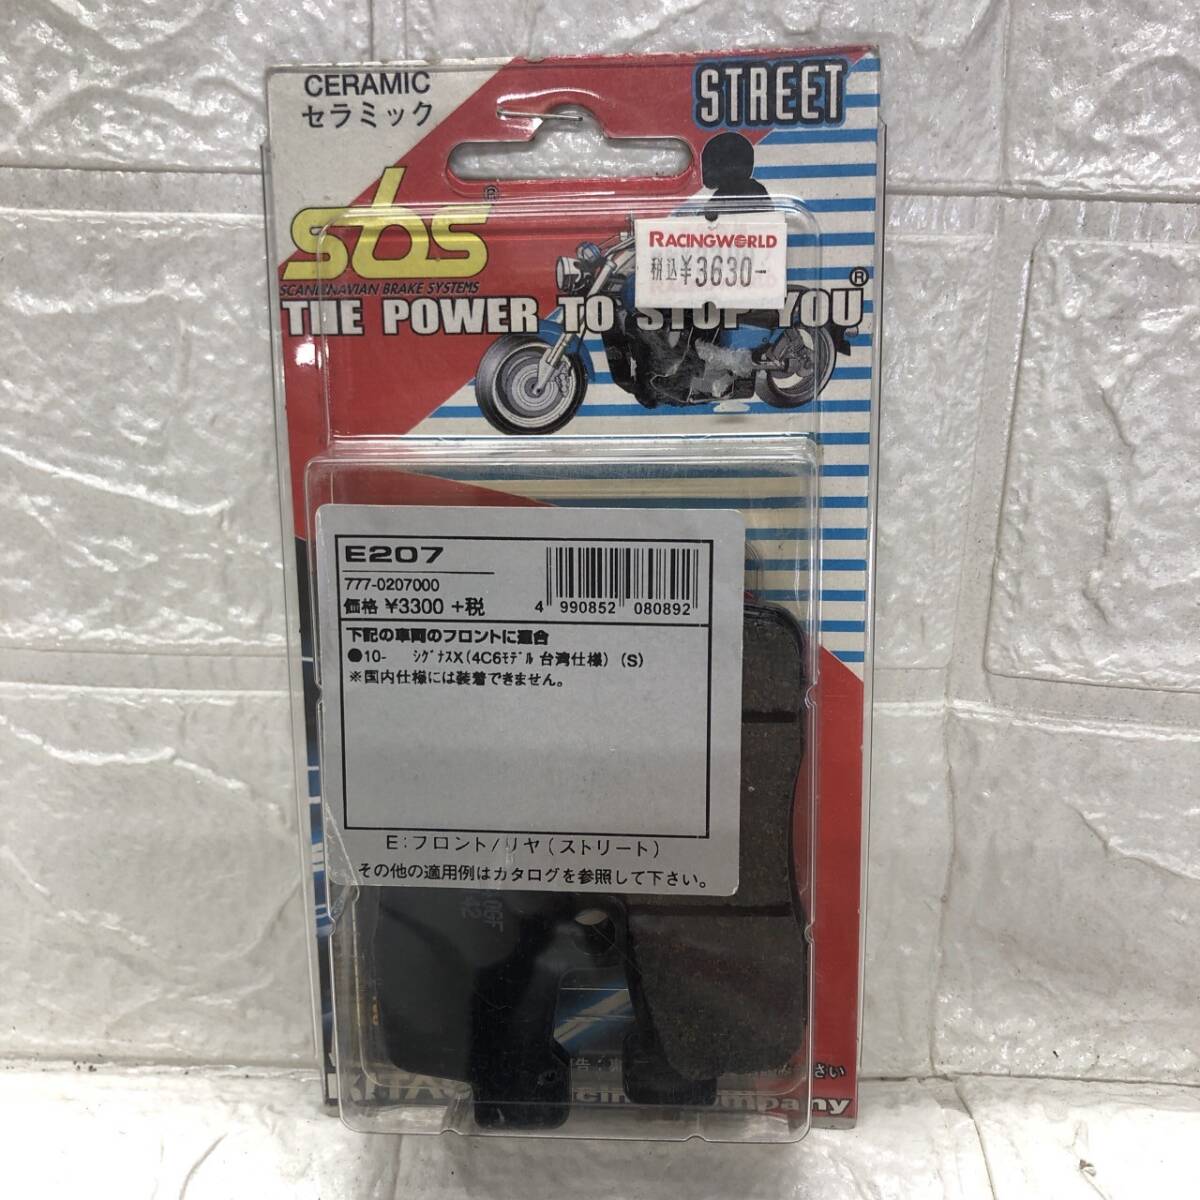 CERAMIC
セラミック
STREET
sbs®
SCANDINAVIAN BRAKE SYSTEMS
RACINGWORLD
税込¥3630-
THE POWER TO STOP YOU®
E207
777-0207000
価格 ¥3300 +税
4 990852 080892
下記の車両のフロントに適合
●10- シグナスX(4C6モデル 台湾仕様) (S)
※国内仕様には装着できません。
E:フロント/リヤ(ストリート)
その他の適用例はカタログを参照して下さい。
さい